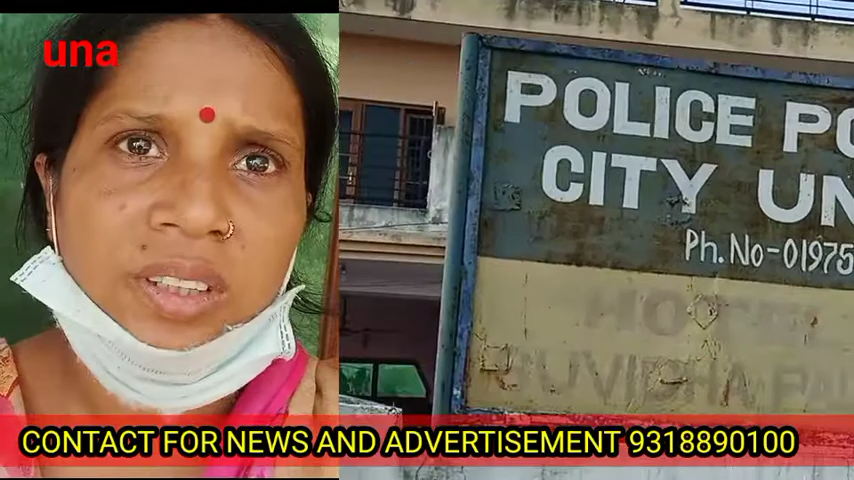 una
POLICE PO
CITY UN
Ph.No-01975
CONTACT FOR NEWS AND ADVERTISEMENT 9318890100